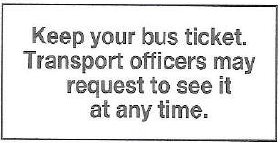 Keep your bus ticket.
Transport officers may
request to see it
at any time.